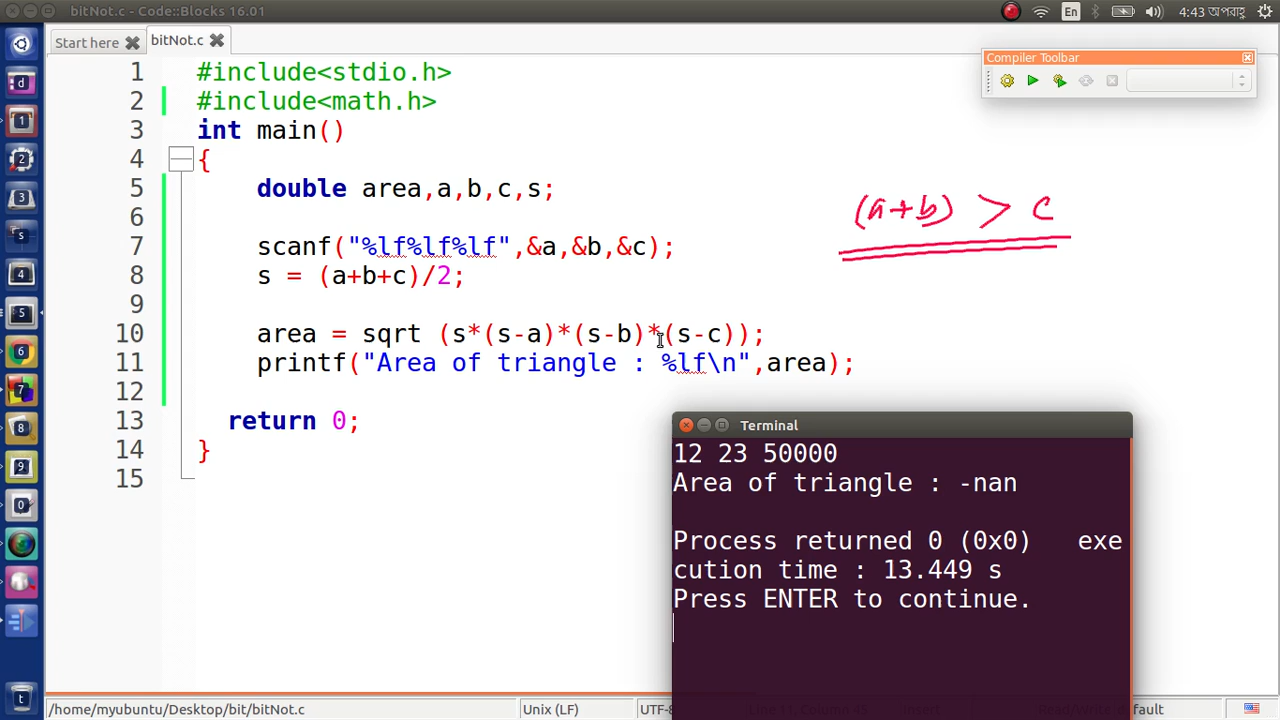 bitNot.c - Code::Blocks 16.01
En
4:43 অপরাহ্ণ
Start here
bitNot.c
Compiler Toolbar
1 #include<stdio.h>
2 #include<math.h>
3 int main()
4 {
5 double area,a,b,c,s;
6
7 scanf("%lf%lf%lf",&a,&b,&c);
8 s = (a+b+c)/2;
9
10 area = sqrt (s*(s-a)*(s-b)*(s-c));
11 printf("Area of triangle : %lf\n",area);
12
13 return 0;
14 }
15
(a+b) > c
Terminal
12 23 50000
Area of triangle : -nan
Process returned 0 (0x0) exe
cution time : 13.449 s
Press ENTER to continue.
/home/myubuntu/Desktop/bit/bitNot.c
Unix (LF)